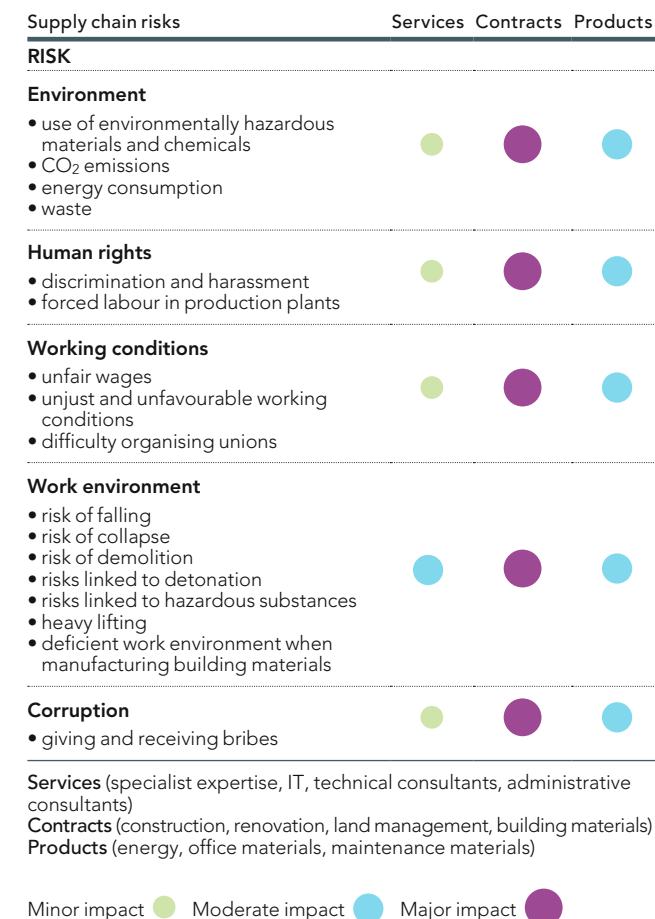 Supply chain risks Services Contracts Products
RISK
Environment
• use of environmentally hazardous
materials and chemicals
• CO₂ emissions
• energy consumption
• waste
Human rights
• discrimination and harassment
• forced labour in production plants
Working conditions
• unfair wages
• unjust and unfavourable working
conditions
• difficulty organising unions
Work environment
• risk of falling
• risk of collapse
• risk of demolition
• risks linked to detonation
• risks linked to hazardous substances
• heavy lifting
• deficient work environment when
manufacturing building materials
Corruption
• giving and receiving bribes
Services (specialist expertise, IT, technical consultants, administrative
consultants)
Contracts (construction, renovation, land management, building materials)
Products (energy, office materials, maintenance materials)
Minor impact Moderate impact Major impact